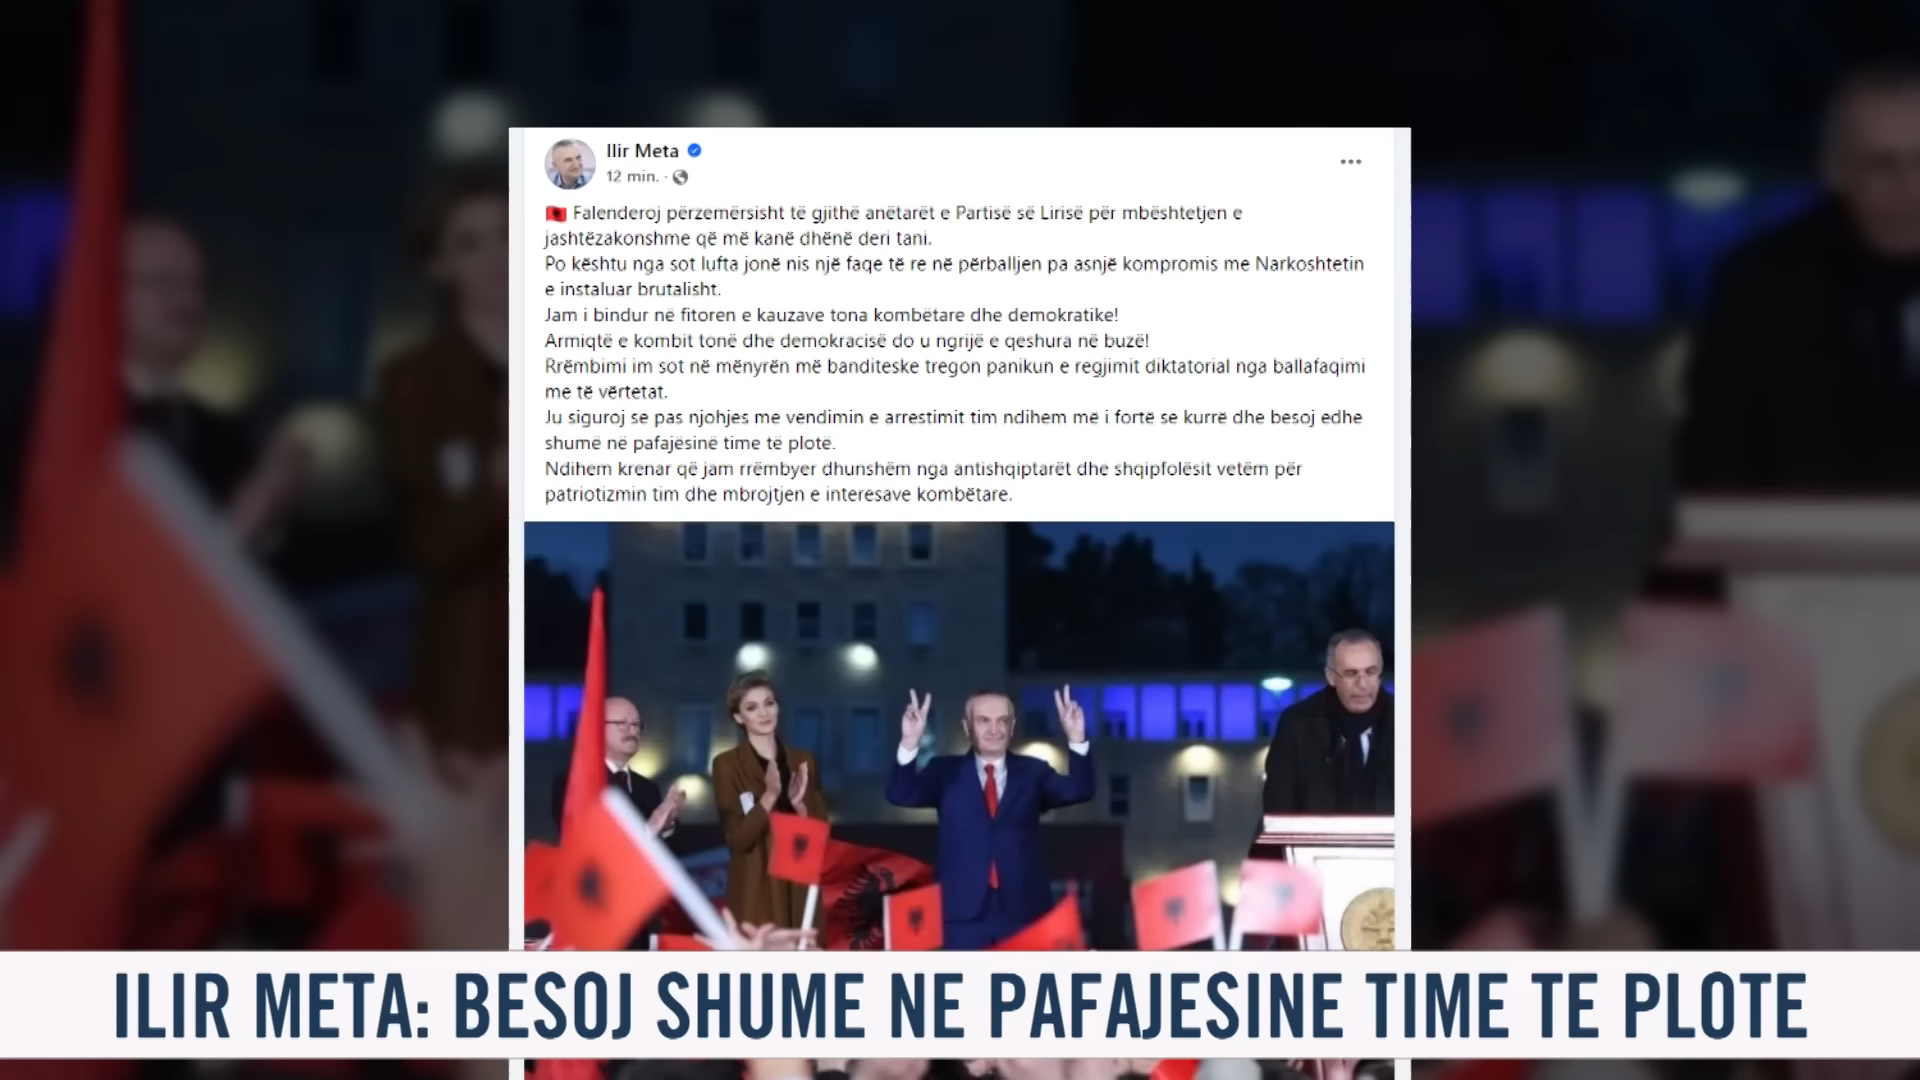 Ilir Meta
12 min. ·
Falenderoj përzemërsisht të gjithë anëtarët e Partisë së Lirisë për mbështetjen e
jashtëzakonshme që më kanë dhënë deri tani.
Po kështu nga sot lufta jonë nis një faqe të re në përballjen pa asnjë kompromis me Narkoshtetin
e instaluar brutalisht.
Jam i bindur në fitoren e kauzave tona kombëtare dhe demokratike!
Armiqtë e kombit tonë dhe demokracisë do u ngrijë e qeshura në buzë!
Rrëmbimi im sot në mënyrën më banditeske tregon panikun e regjimit diktatorial nga ballafaqimi
me të vërtetat.
Ju siguroj se pas njohjes me vendimin e arrestimit tim ndihem më i fortë se kurrë dhe besoj edhe
shumë në pafajësinë time të plotë.
Ndihem krenar që jam rrëmbyer dhunshëm nga antishqiptarët dhe shqipfolësit vetëm për
patriotizmin tim dhe mbrojtjen e interesave kombëtare.
ILIR META: BESOJ SHUME NE PAFAJESINE TIME TE PLOTE